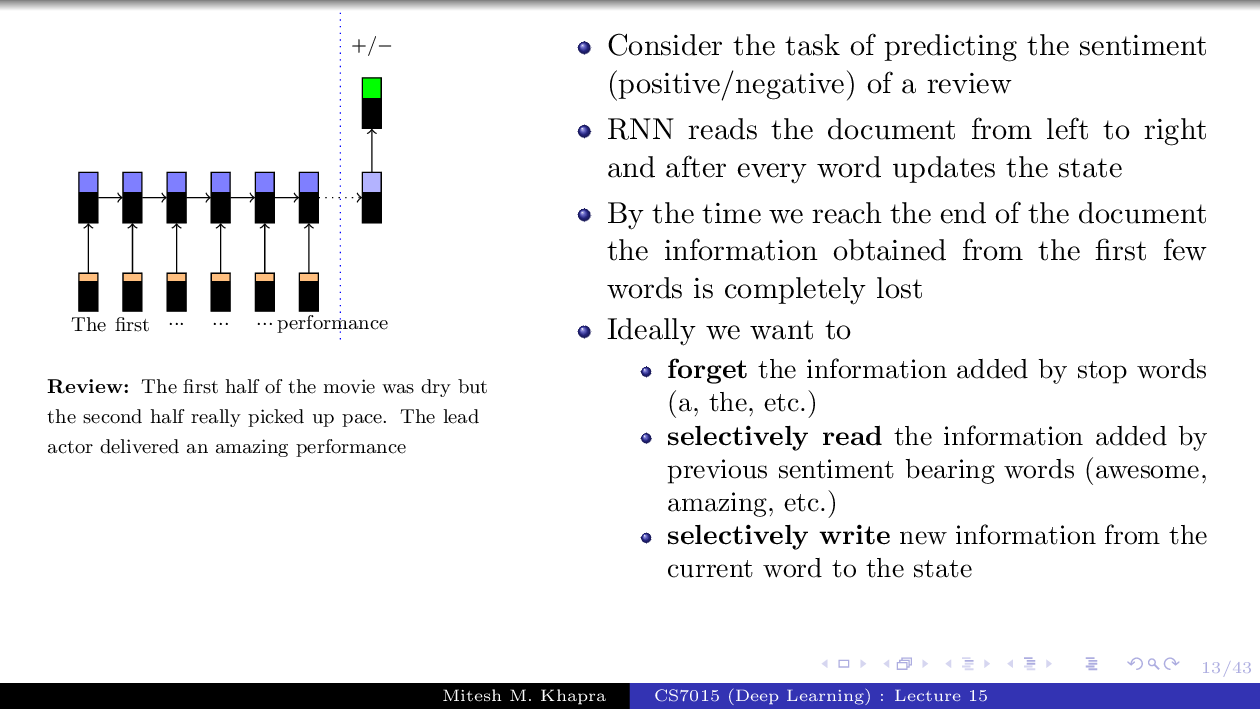 +/−
The first ... ... ... performance
Review: The first half of the movie was dry but
the second half really picked up pace. The lead
actor delivered an amazing performance
Consider the task of predicting the sentiment
(positive/negative) of a review
RNN reads the document from left to right
and after every word updates the state
By the time we reach the end of the document
the information obtained from the first few
words is completely lost
Ideally we want to
forget the information added by stop words
(a, the, etc.)
selectively read the information added by
previous sentiment bearing words (awesome,
amazing, etc.)
selectively write new information from the
current word to the state
13/43
Mitesh M. Khapra
CS7015 (Deep Learning) : Lecture 15